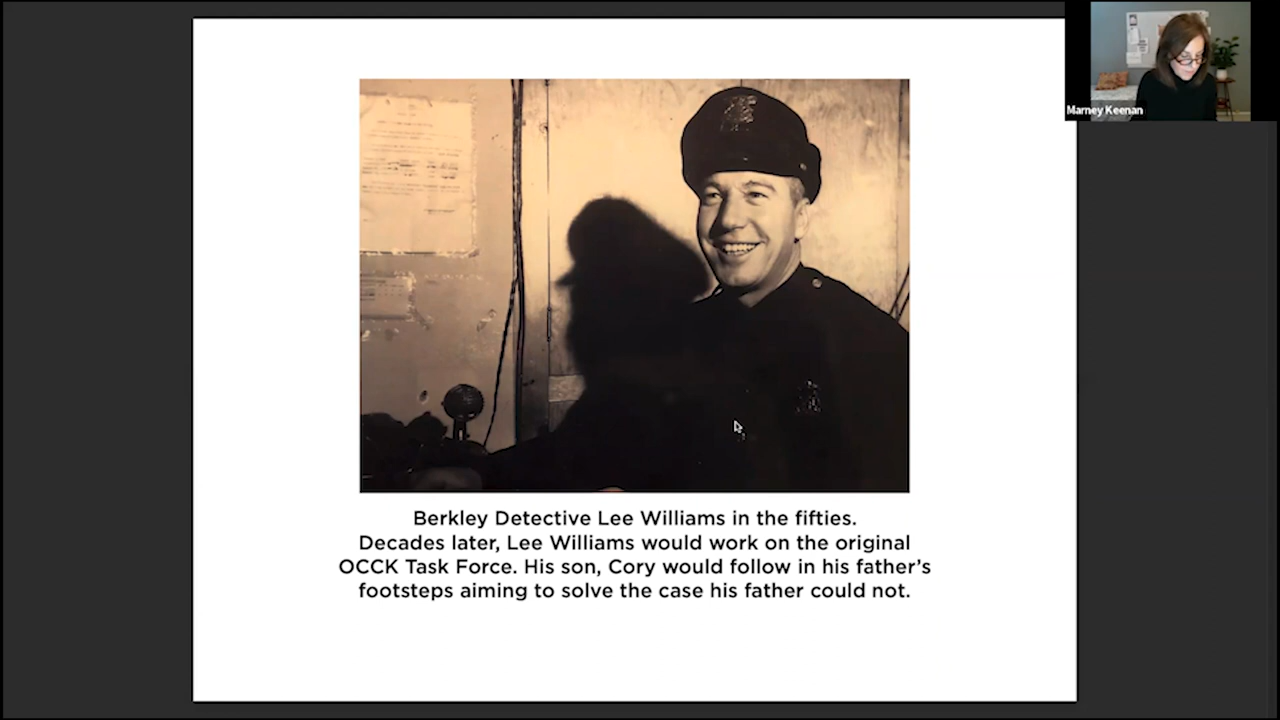 Marney Keenan
Berkley Detective Lee Williams in the fifties.
Decades later, Lee Williams would work on the original
OCCK Task Force. His son, Cory would follow in his father’s
footsteps aiming to solve the case his father could not.